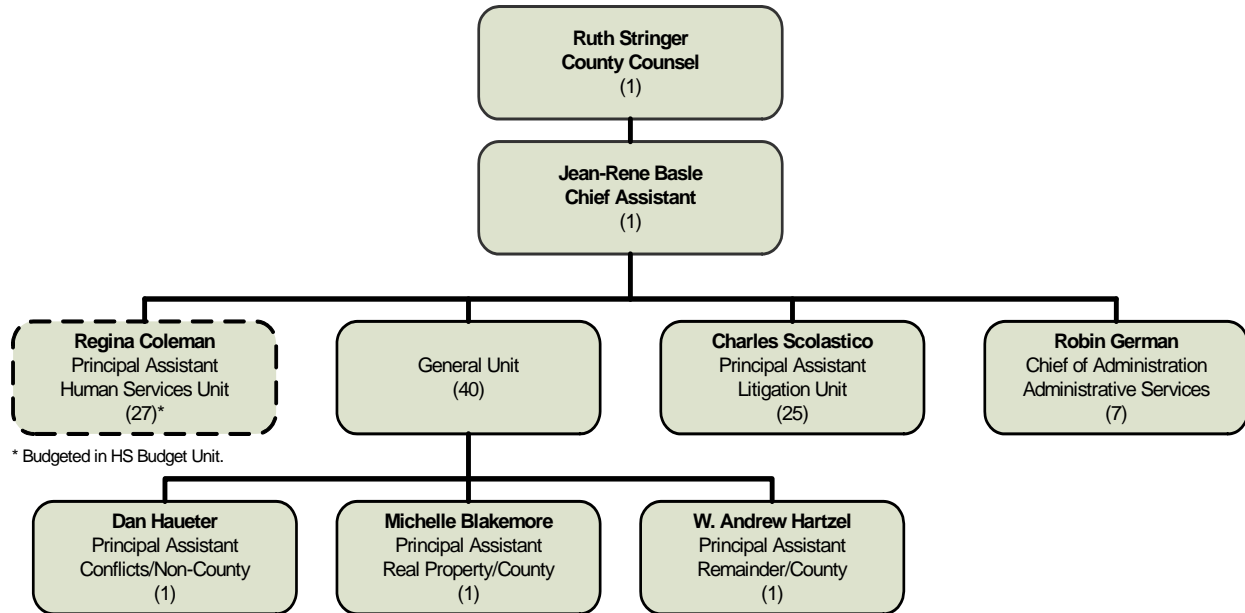 Ruth Stringer
County Counsel
(1)
Jean-Rene Basle
Chief Assistant
(1)
Regina Coleman
Principal Assistant
Human Services Unit
(27)*
General Unit
(40)
Charles Scolastico
Principal Assistant
Litigation Unit
(25)
Robin German
Chief of Administration
Administrative Services
(7)
* Budgeted in HS Budget Unit.
Dan Haueter
Principal Assistant
Conflicts/Non-County
(1)
Michelle Blakemore
Principal Assistant
Real Property/County
(1)
W. Andrew Hartzel
Principal Assistant
Remainder/County
(1)